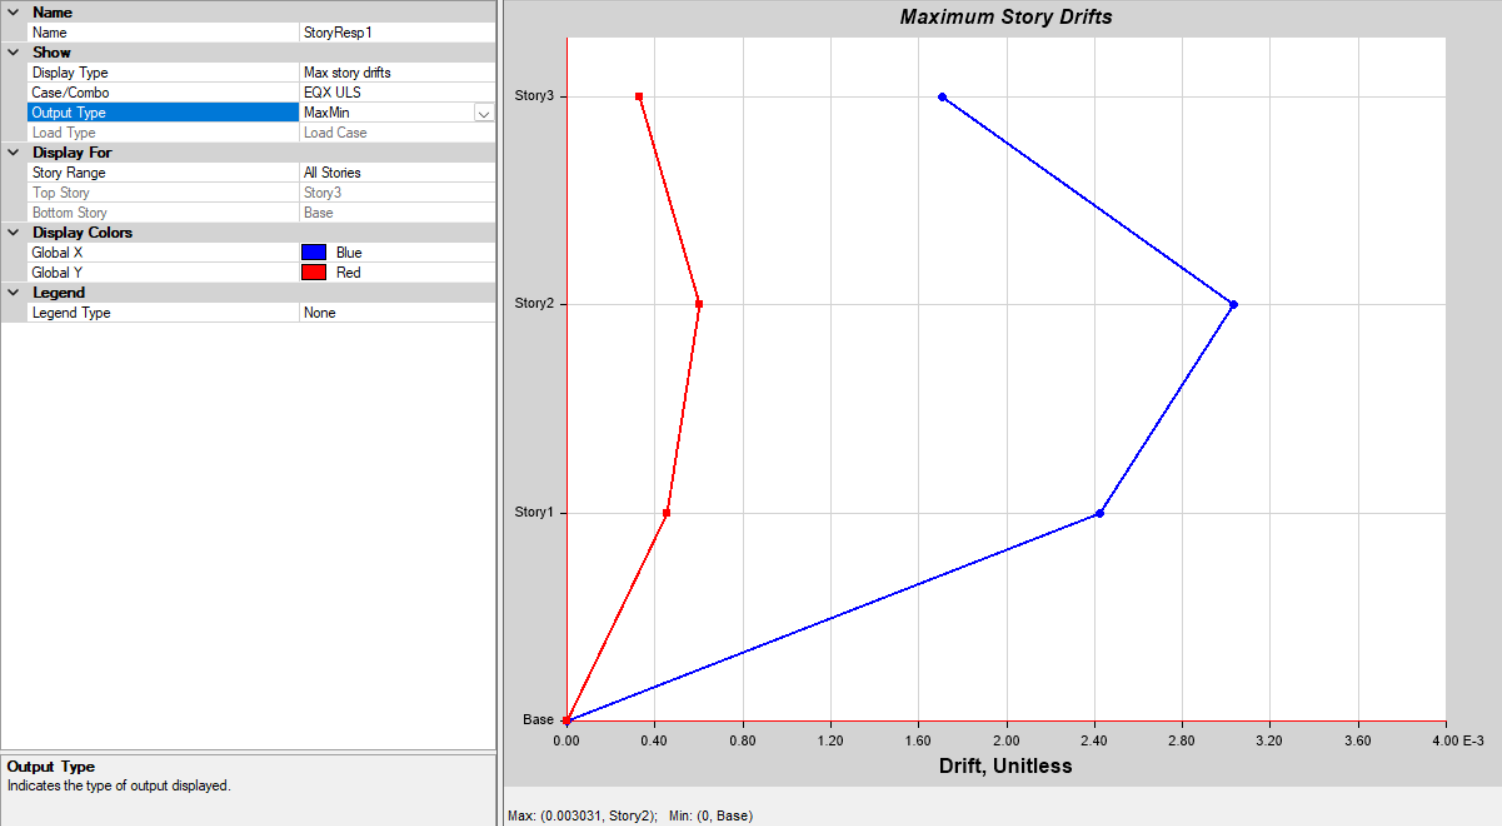 Name
Name StoryResp1
Show
Display Type Max story drifts
Case/Combo EQX ULS
Output Type MaxMin
Load Type Load Case
Display For
Story Range All Stories
Top Story Story3
Bottom Story Base
Display Colors
Global X Blue
Global Y Red
Legend
Legend Type None
Output Type
Indicates the type of output displayed.
Maximum Story Drifts
Story3
Story2
Story1
Base
0.00 0.40 0.80 1.20 1.60 2.00 2.40 2.80 3.20 3.60 4.00 E-3
Drift, Unitless
Max: (0.003031, Story2); Min: (0, Base)